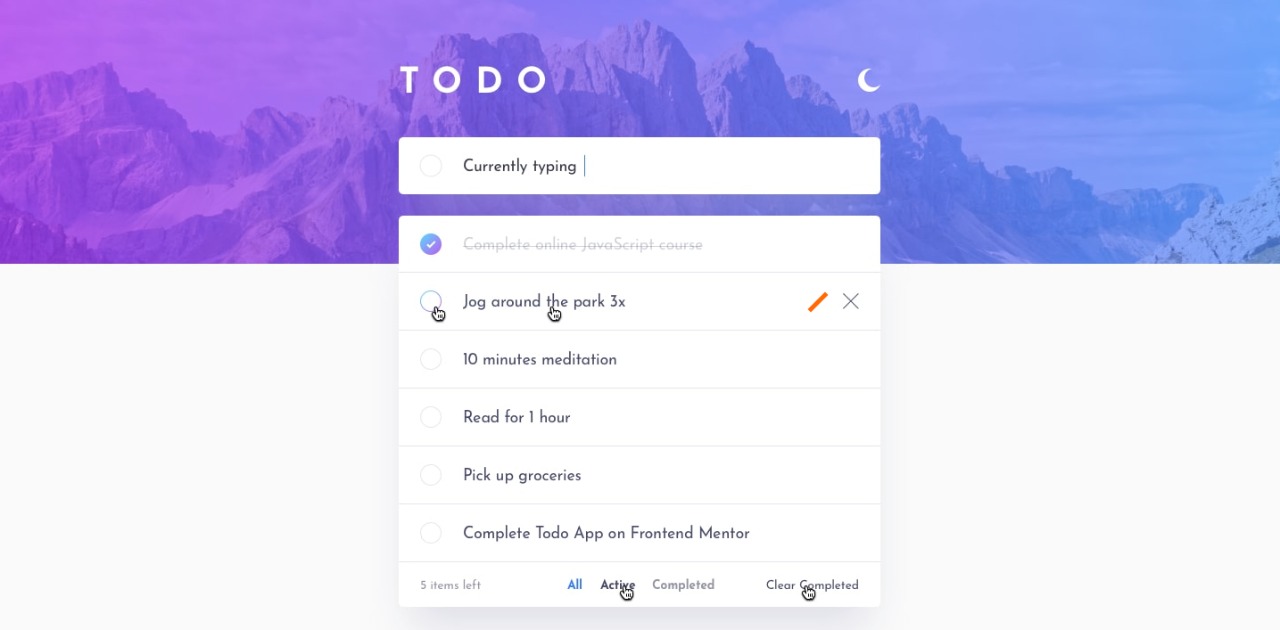 TODO
Currently typing
Complete online JavaScript course
Jog around the park 3x
10 minutes meditation
Read for 1 hour
Pick up groceries
Complete Todo App on Frontend Mentor
5 items left All Active Completed Clear Completed